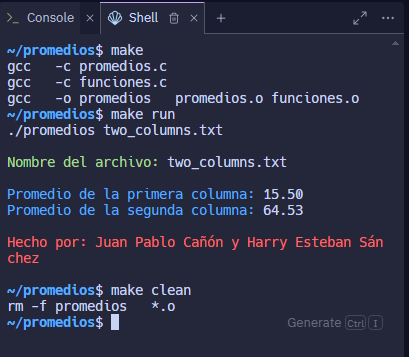 Console
Shell
~/promedios$ make
gcc   -c promedios.c
gcc   -c funciones.c
gcc   -o promedios   promedios.o funciones.o
~/promedios$ make run
./promedios two_columns.txt
Nombre del archivo: two_columns.txt
Promedio de la primera columna: 15.50
Promedio de la segunda columna: 64.53
Hecho por: Juan Pablo Cañón y Harry Esteban Sán
chez
~/promedios$ make clean
rm -f promedios   *.o
~/promedios$
Generate Ctrl I